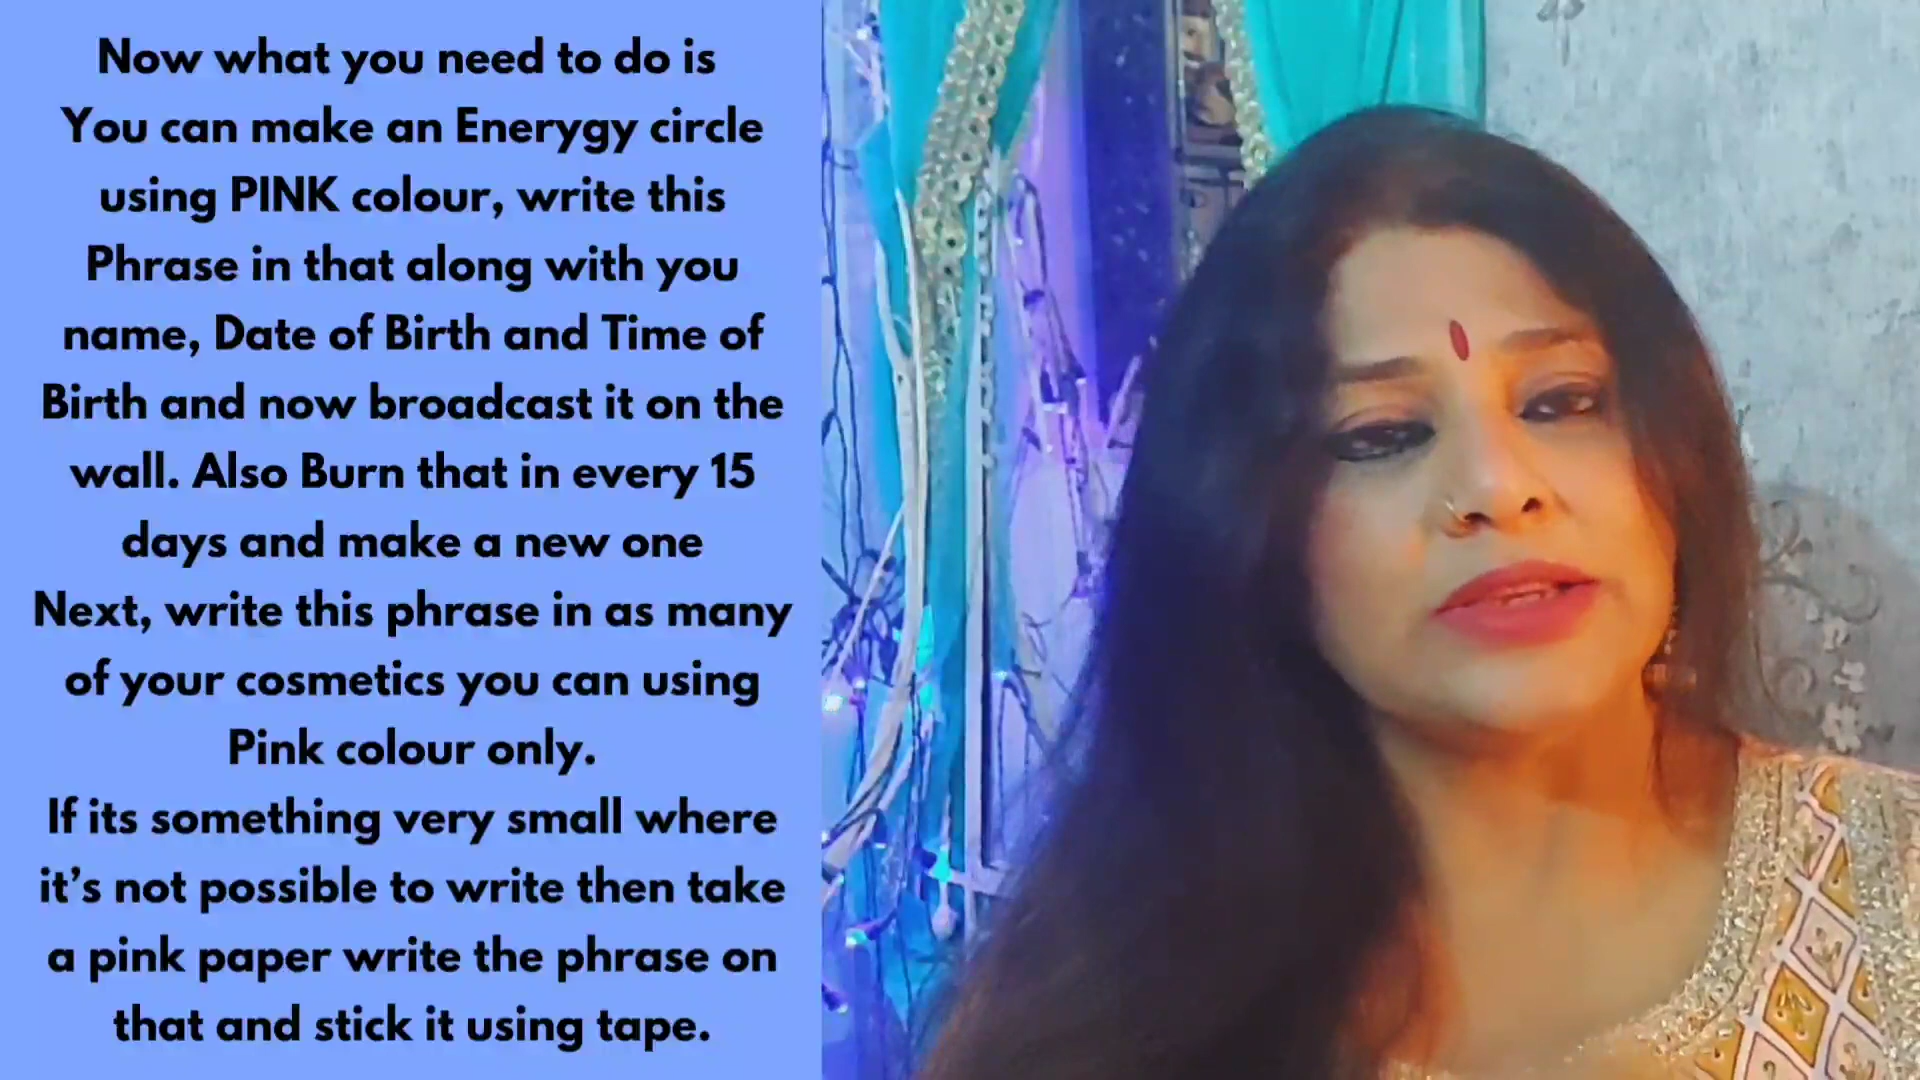 Now what you need to do is
You can make an Enerygy circle
using PINK colour, write this
Phrase in that along with you
name, Date of Birth and Time of
Birth and now broadcast it on the
wall. Also Burn that in every 15
days and make a new one
Next, write this phrase in as many
of your cosmetics you can using
Pink colour only.
If its something very small where
it’s not possible to write then take
a pink paper write the phrase on
that and stick it using tape.